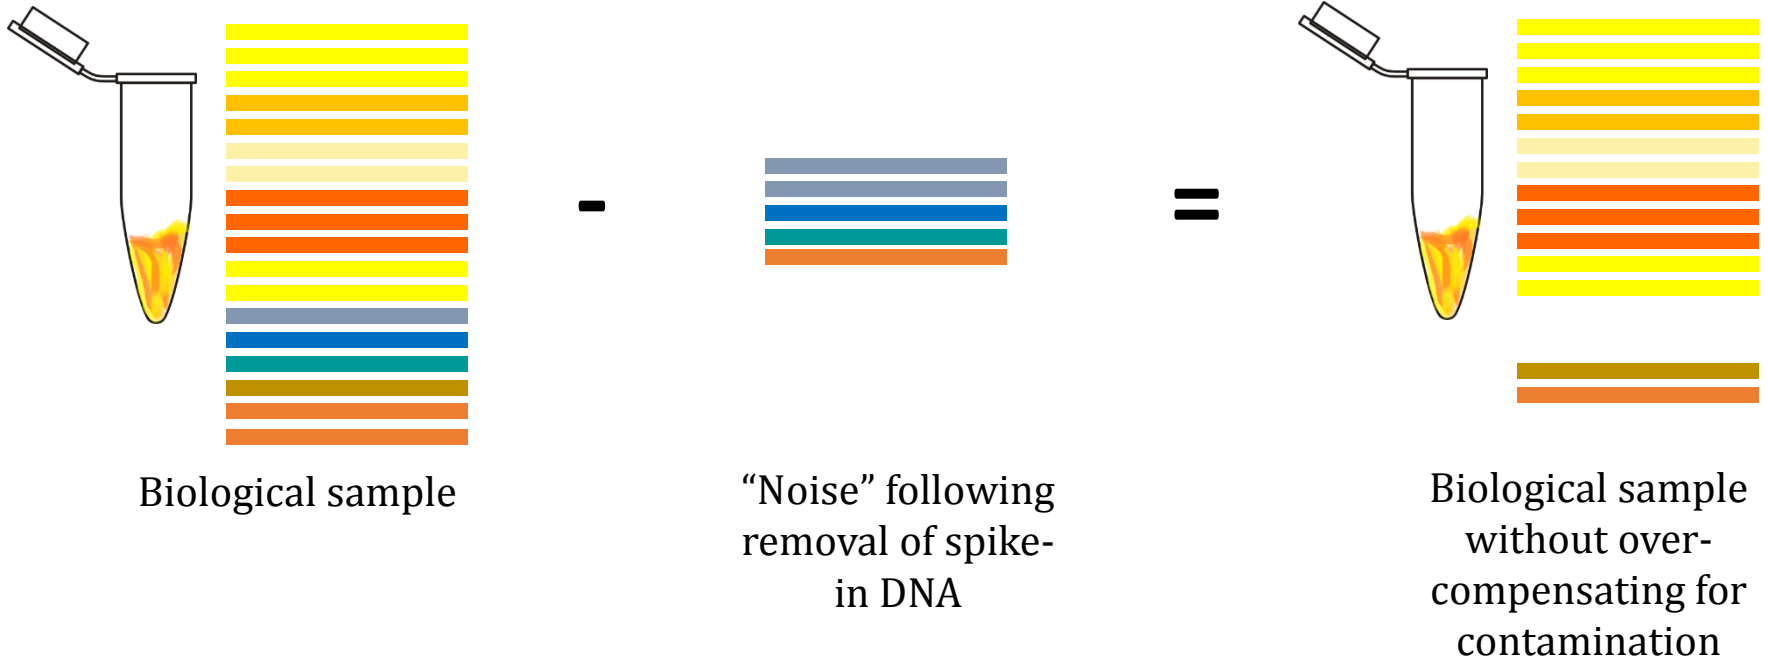 -
=
Biological sample
“Noise” following
removal of spike-
in DNA
Biological sample
without over-
compensating for
contamination